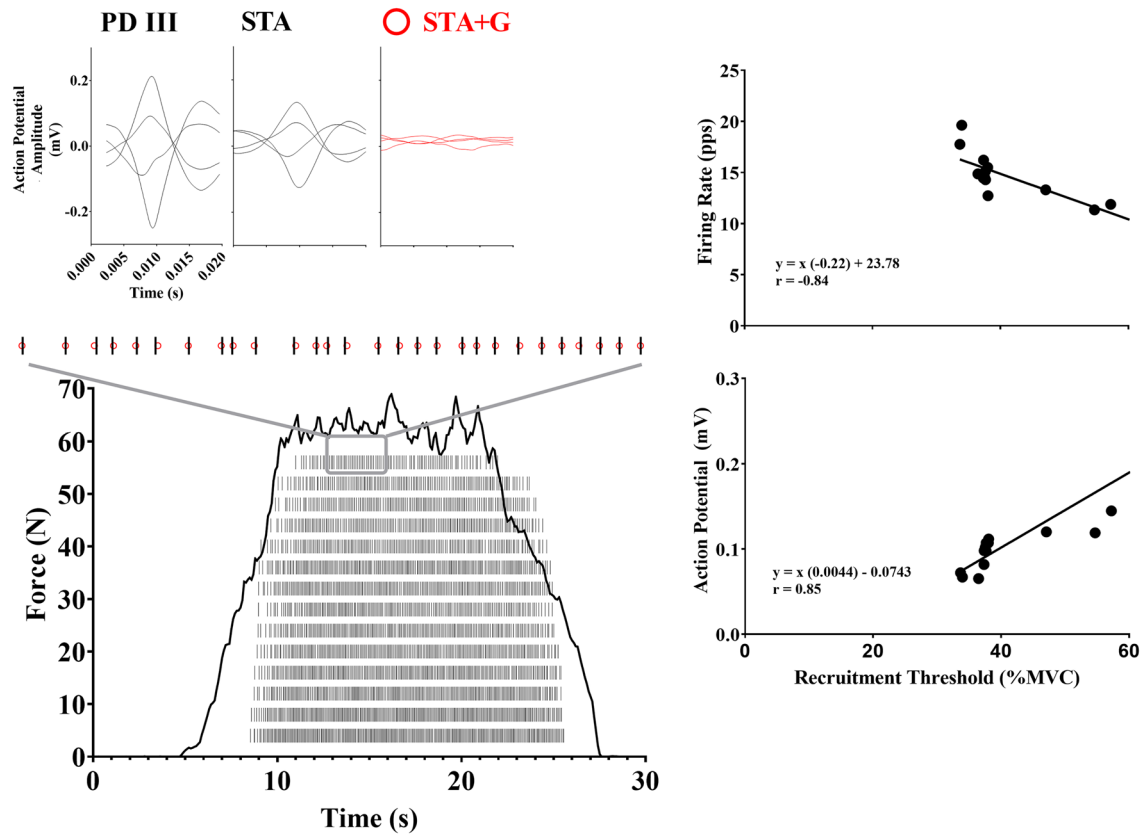 PD III STA STA+G
Action Potential
Amplitude
(mV)
0.2
0.0
-0.2
0.000 0.005 0.010 0.015 0.020
Time (s)
70
60
50
40
30
20
10
0
Force (N)
0 10 20 30
Time (s)
25
20
15
10
5
0
Firing Rate (pps)
y = x (-0.22) + 23.78
r = -0.84
0.3
0.2
0.1
0.0
Action Potential (mV)
y = x (0.0044) - 0.0743
r = 0.85
0 20 40 60
Recruitment Threshold (%MVC)